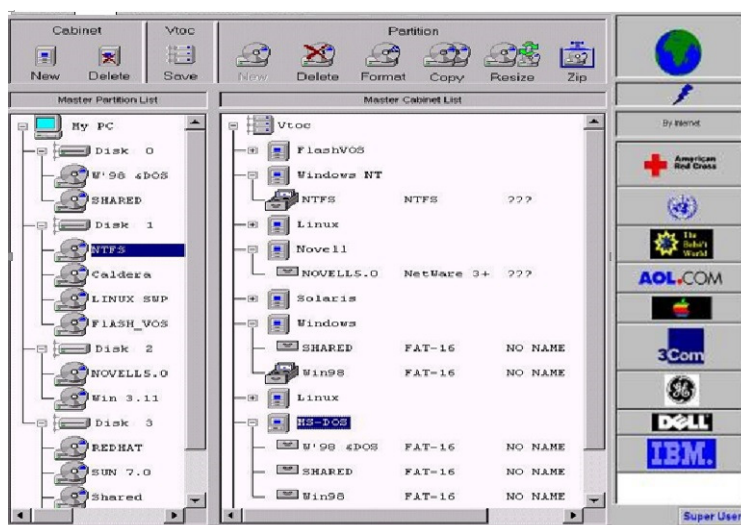 Cabinet
Vtoc
Partition
New
Delete
Save
New
Delete
Format
Copy
Resize
Zip
Master Partition List
Master Cabinet List
By Internet
My PC
Disk 0
W'98 &DOS
SHARED
Disk 1
NTFS
Caldera
LINUX SWP
FlASH_VOS
Disk 2
NOVELL5.0
Win 3.11
Disk 3
REDHAT
SUN 7.0
Shared
Vtoc
FlashVOS
Windows NT
NTFS NTFS ???
Linux
Novell
NOVELL5.0 NetWare 3+ ???
Solaris
Windows
SHARED FAT-16 NO NAME
Win98 FAT-16 NO NAME
Linux
MS-DOS
W'98 &DOS FAT-16 NO NAME
SHARED FAT-16 NO NAME
Win98 FAT-16 NO NAME
American
Red Cross
The
World
AOL.COM
3Com
DELL
IBM.
Super User